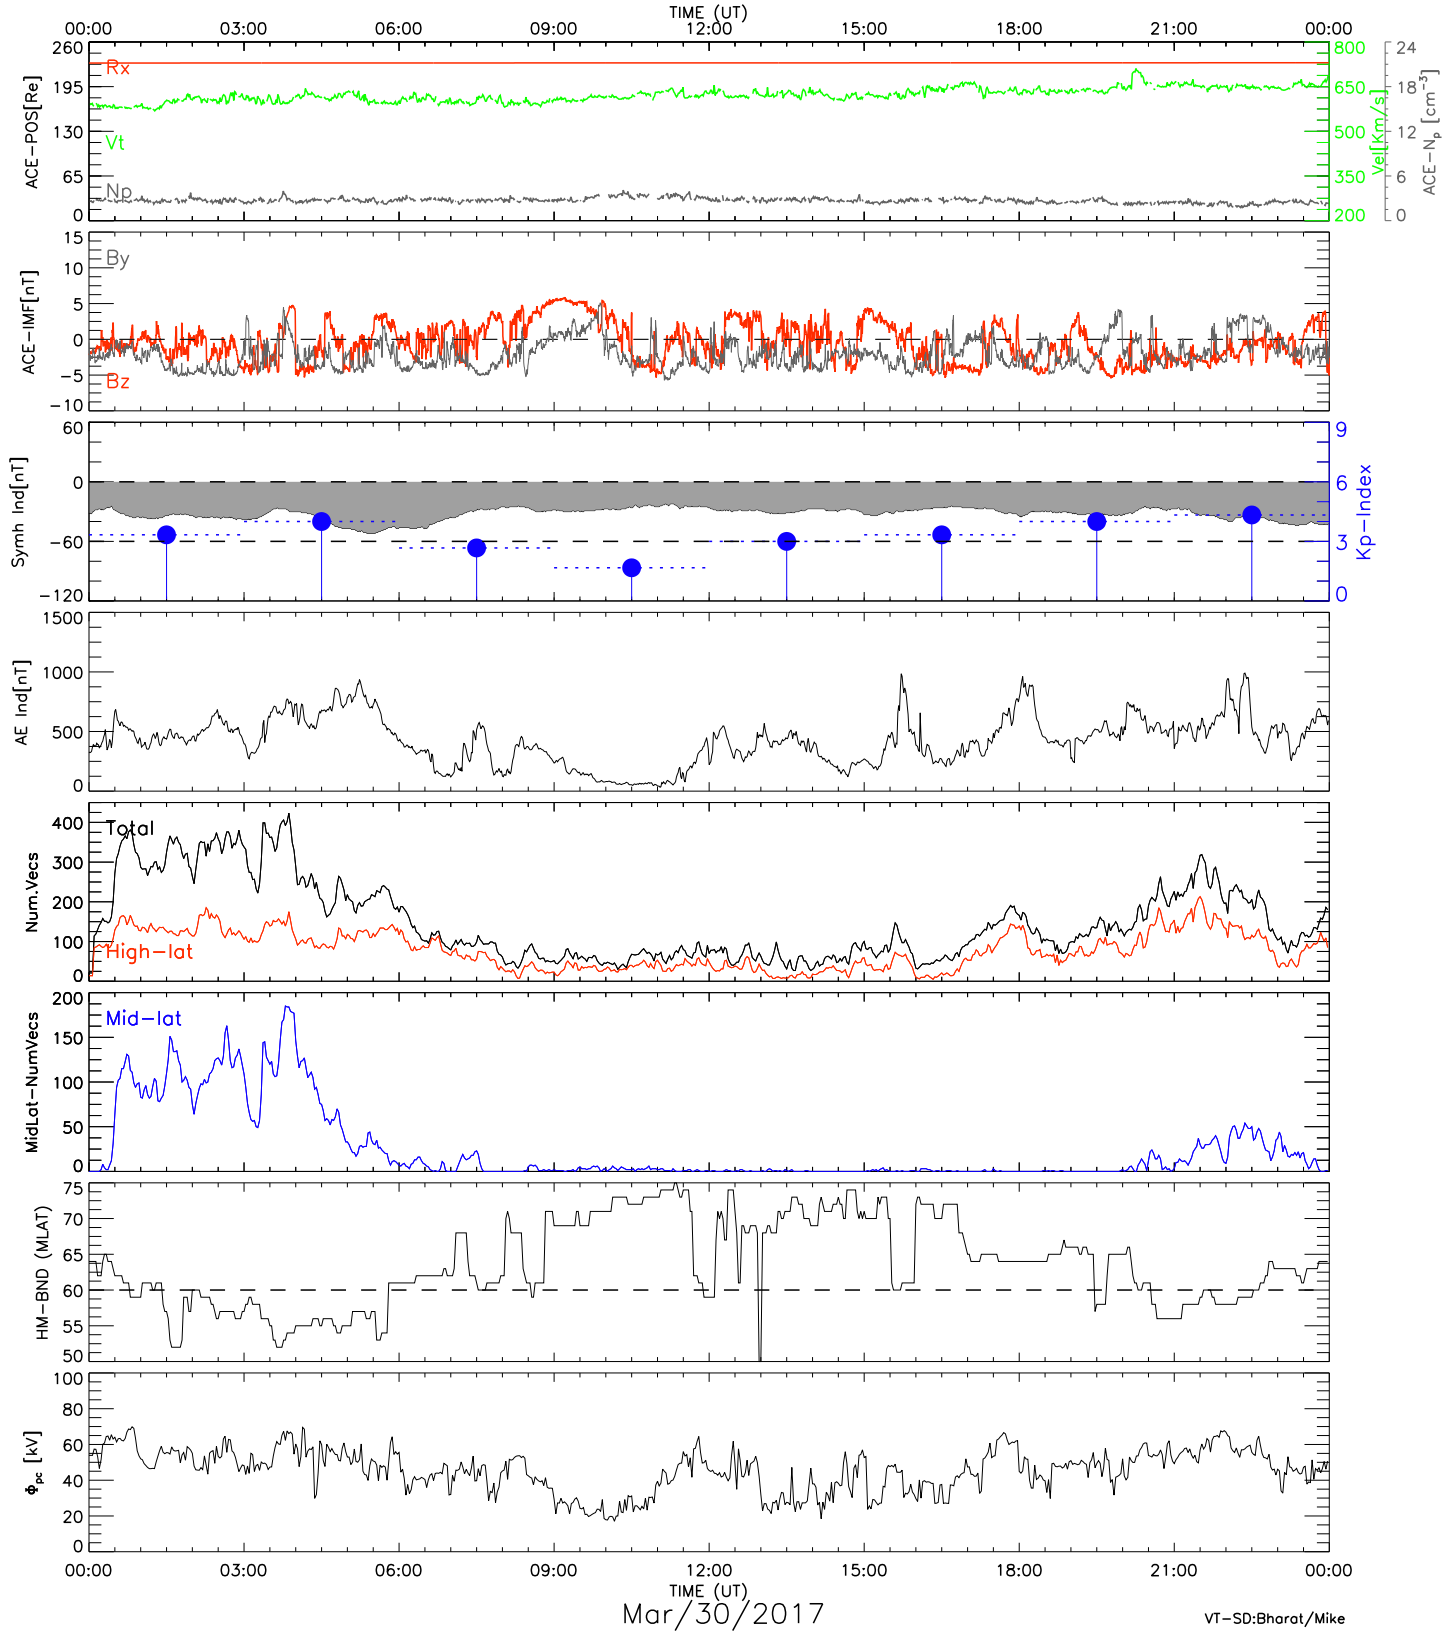 TIME (UT)
00:00 03:00 06:00 09:00 12:00 15:00 18:00 21:00 00:00
ACE-POS[Re]
260
195
130
65
0
Rx
Vt
Np
800
650
500
350
200
Vel[Km/s]
24
18
12
6
0
ACE-Np [cm⁻³]
ACE-IMF[nT]
15
10
5
0
-5
-10
By
Bz
Symh Ind[nT]
60
0
-60
-120
9
6
3
0
Kp-Index
AE Ind[nT]
1500
1000
500
0
Num.Vecs
400
300
200
100
0
Total
High-lat
MidLat-NumVecs
200
150
100
50
0
Mid-lat
HM-BND (MLAT)
75
70
65
60
55
50
Φpc [kV]
100
80
60
40
20
0
00:00 03:00 06:00 09:00 12:00 15:00 18:00 21:00 00:00
TIME (UT)
Mar/30/2017
VT-SD:Bharat/Mike